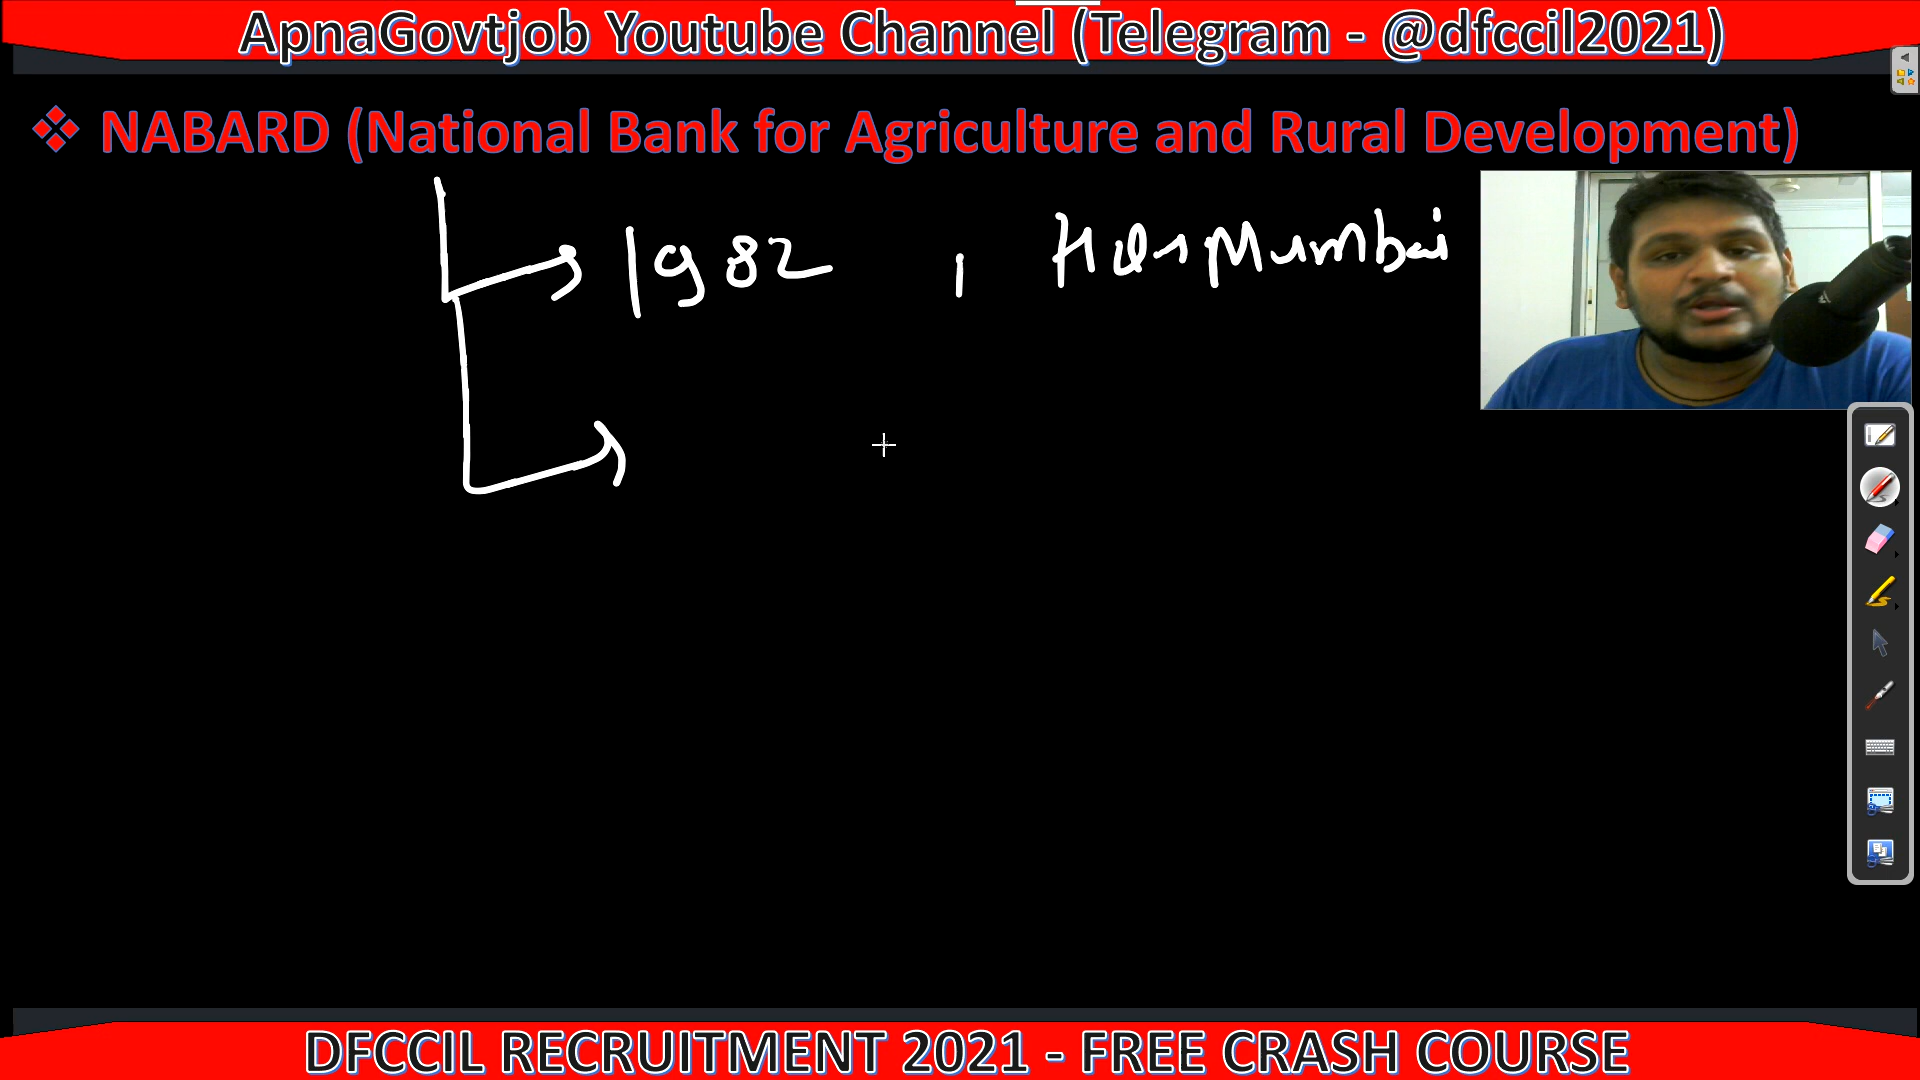 ApnaGovtjob Youtube Channel (Telegram - @dfccil2021)
❖ NABARD (National Bank for Agriculture and Rural Development)
1982 , HQrs Mumbai
DFCCIL RECRUITMENT 2021 - FREE CRASH COURSE